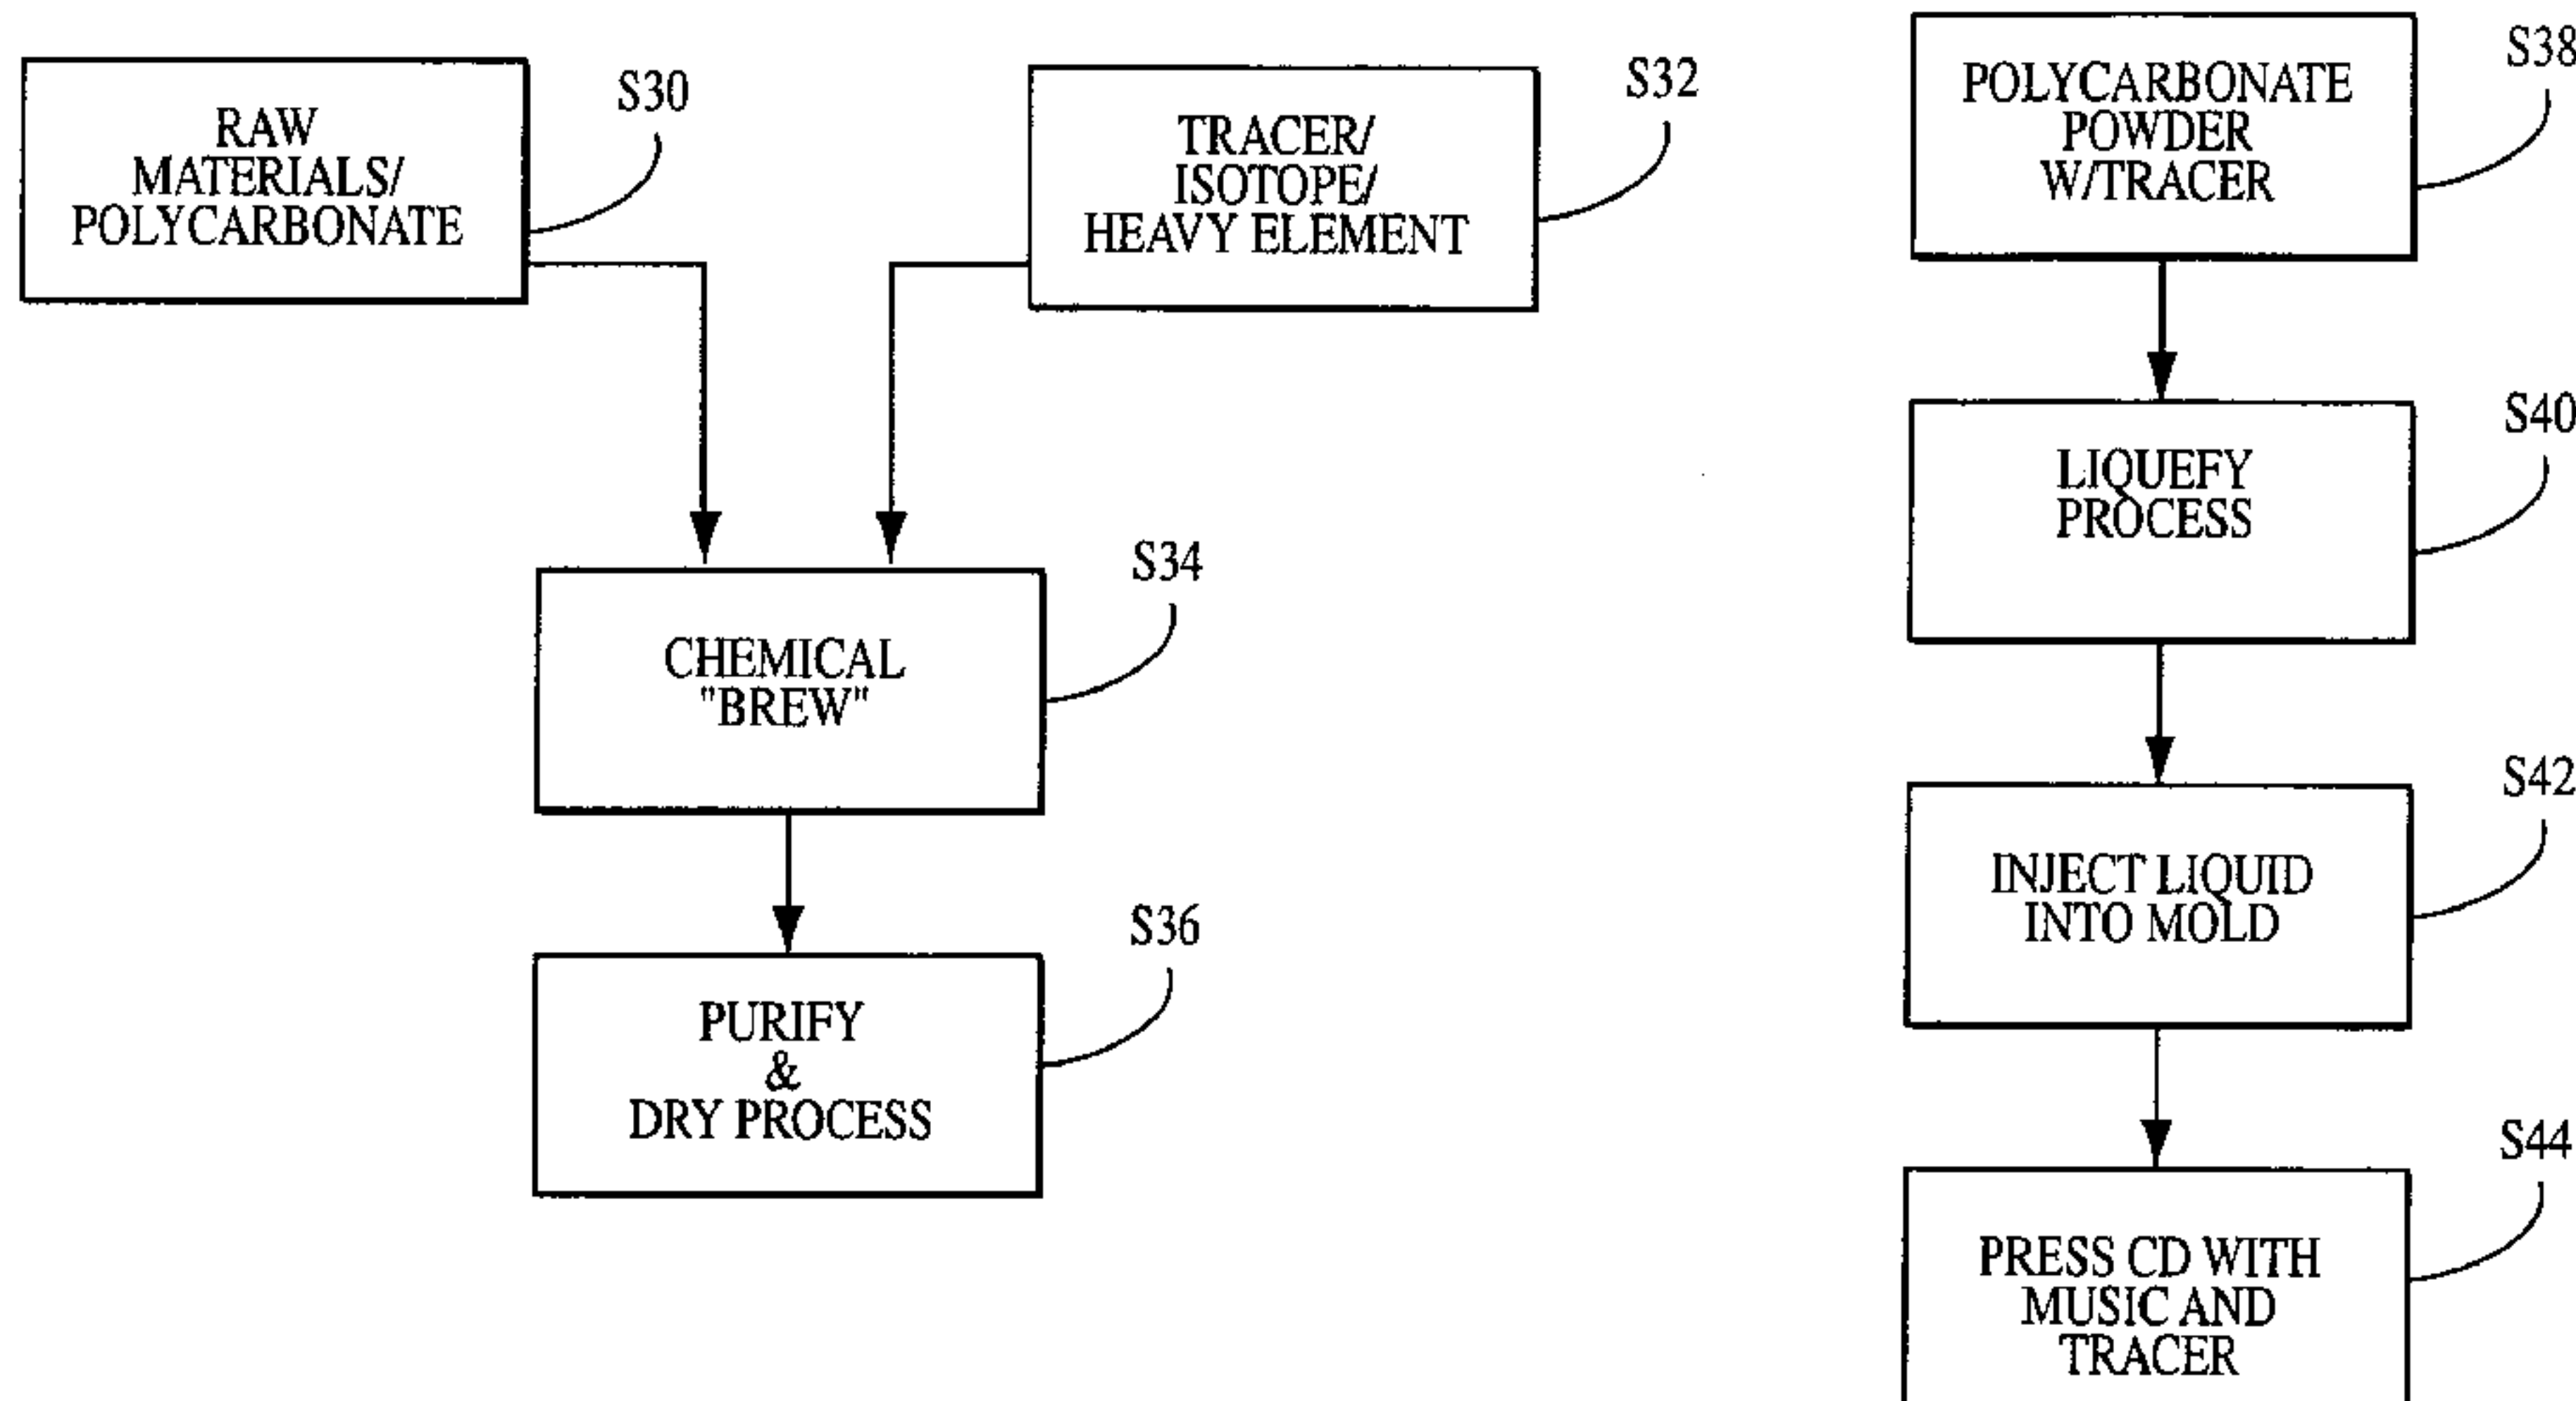 RAW
MATERIALS/
POLYCARBONATE
S30
TRACER/
ISOTOPE/
HEAVY ELEMENT
S32
CHEMICAL
"BREW"
S34
PURIFY
&
DRY PROCESS
S36
POLYCARBONATE
POWDER
W/TRACER
S38
LIQUEFY
PROCESS
S40
INJECT LIQUID
INTO MOLD
S42
PRESS CD WITH
MUSIC AND
TRACER
S44